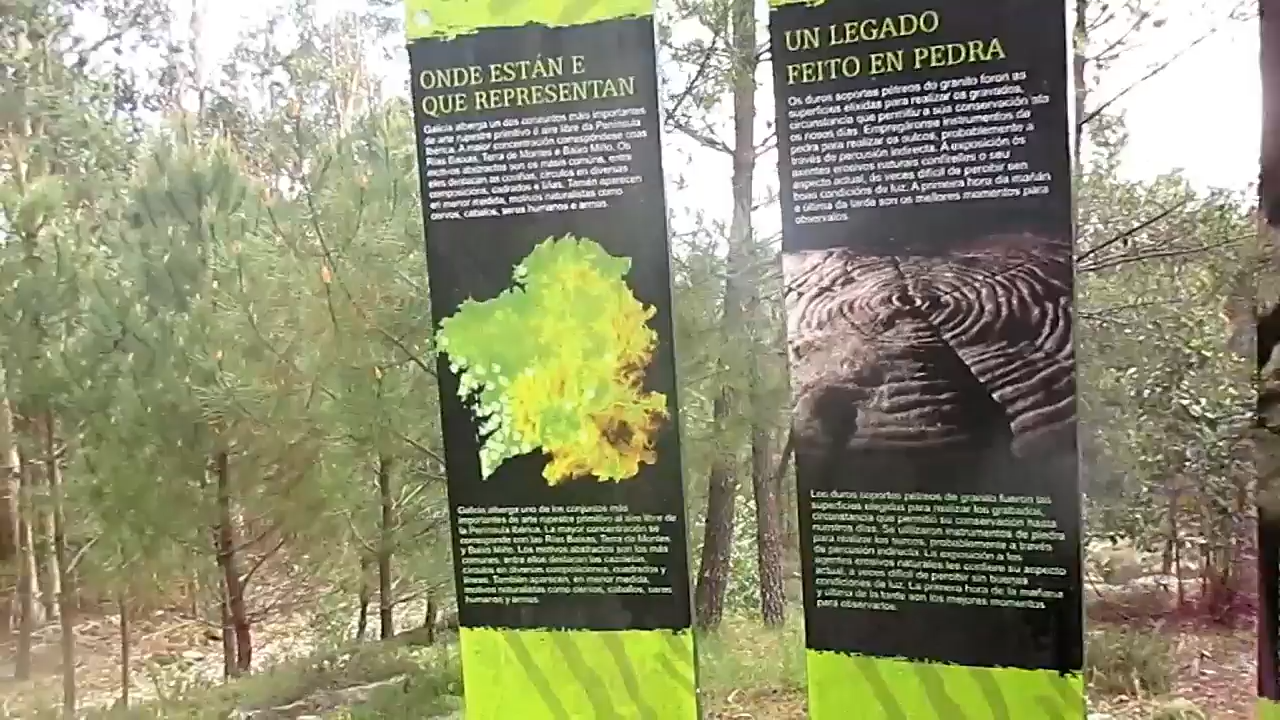 ONDE ESTÁN E
QUE REPRESENTAN
Galicia alberga un dos conxuntos máis importantes
de arte rupestre primitivo ó aire libre da Península
Ibérica. A maior concentración correspóndese coas
Rías Baixas, Terra de Montes e Baixo Miño. Os
motivos abstractos son os máis comúns, entre
eles destacan as coviñas, círculos en diversas
composicións, cadrados e liñas. Tamén aparecen
en menor medida, motivos naturalistas como
cervos, cabalos, seres humanos e armas.
Galicia alberga uno de los conjuntos más
importantes de arte rupestre primitivo al aire libre de
Península Ibérica. La mayor concentración se
corresponde con las Rías Baixas, Terra de Montes
y Baixo Miño. Los motivos abstractos son los más
comunes, entre ellos destacan las cazoletas,
círculos en diversas composiciones, cuadrados y
líneas. También aparecen, en menor medida,
motivos naturalistas como ciervos, caballos, seres
humanos y armas.
UN LEGADO
FEITO EN PEDRA
Os duros soportes pétreos de granito foron as
superficies elixidas para realizar os gravados,
circunstancia que permitiu a súa conservación ata
os nosos días. Empregáronse instrumentos de
pedra para realizar os sucos, probablemente a
través de percusión indirecta. A exposición ós
axentes erosivos naturais confírelles o seu
aspecto actual, ás veces difícil de percibir sen
boas condicións de luz. A primeira hora da mañán
e última da tarde son os mellores momentos para
observalos.
Los duros soportes pétreos de granito fueron las
superficies elegidas para realizar los grabados,
circunstancia que permitió su conservación hasta
nuestros días. Se utilizaron instrumentos de piedra
para realizar los surcos, probablemente a través
de percusión indirecta. La exposición a los
agentes erosivos naturales les confiere su aspecto
actual, a veces difícil de percibir sin buenas
condiciones de luz. La primera hora de la mañana
y última de la tarde son los mejores momentos
para observarlos.